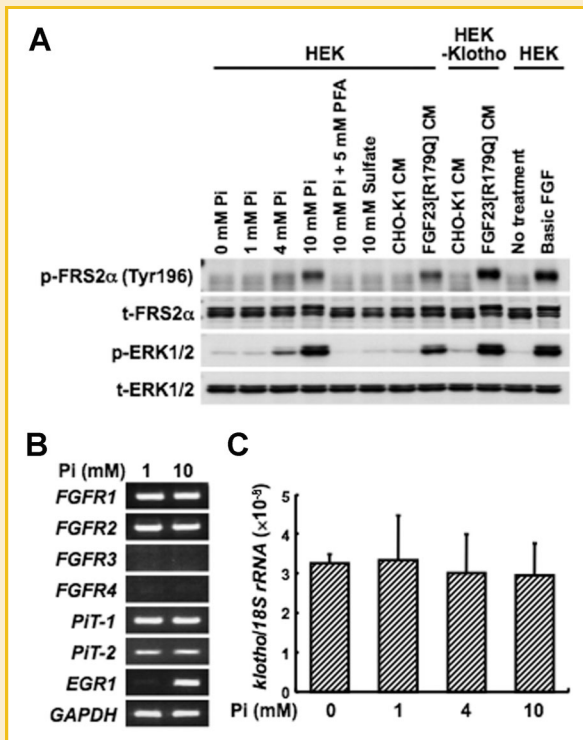 A
HEK
HEK
-Klotho
HEK
0 mM Pi
1 mM Pi
4 mM Pi
10 mM Pi
10 mM Pi + 5 mM PFA
10 mM Sulfate
CHO-K1 CM
FGF23[R179Q] CM
CHO-K1 CM
FGF23[R179Q] CM
No treatment
Basic FGF
p-FRS2α (Tyr196)
t-FRS2α
p-ERK1/2
t-ERK1/2
B
Pi (mM) 1 10
FGFR1
FGFR2
FGFR3
FGFR4
PiT-1
PiT-2
EGR1
GAPDH
C
klotho/18S rRNA (×10⁻⁸)
5
4
3
2
1
0
Pi (mM) 0 1 4 10